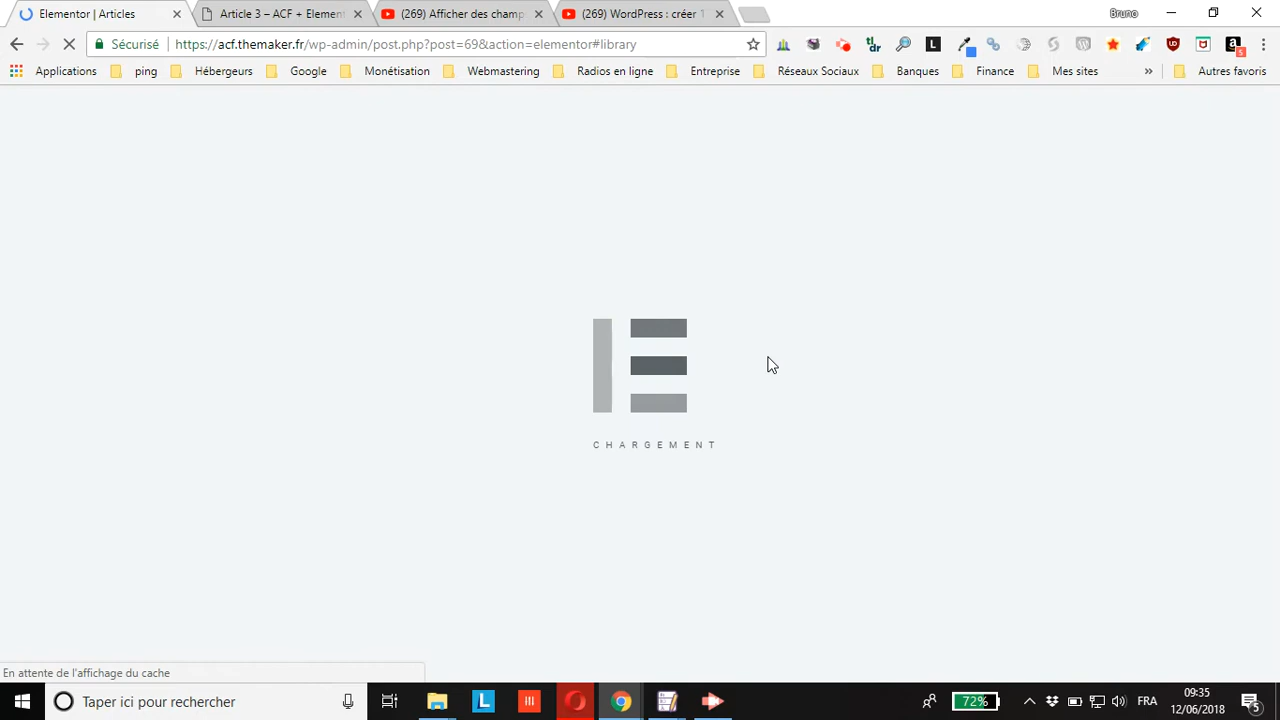 Elementor | Articles
Article 3 – ACF + Element
(269) Afficher des champ
(269) WordPress : créer 1
Bruno
Sécurisé
https://acf.themaker.fr/wp-admin/post.php?post=69&action=elementor#library
Applications
ping
Hébergeurs
Google
Monétisation
Webmastering
Radios en ligne
Entreprise
Réseaux Sociaux
Banques
Finance
Mes sites
»
Autres favoris
CHARGEMENT
En attente de l'affichage du cache
Taper ici pour rechercher
72%
FRA
09:35
12/06/2018
5